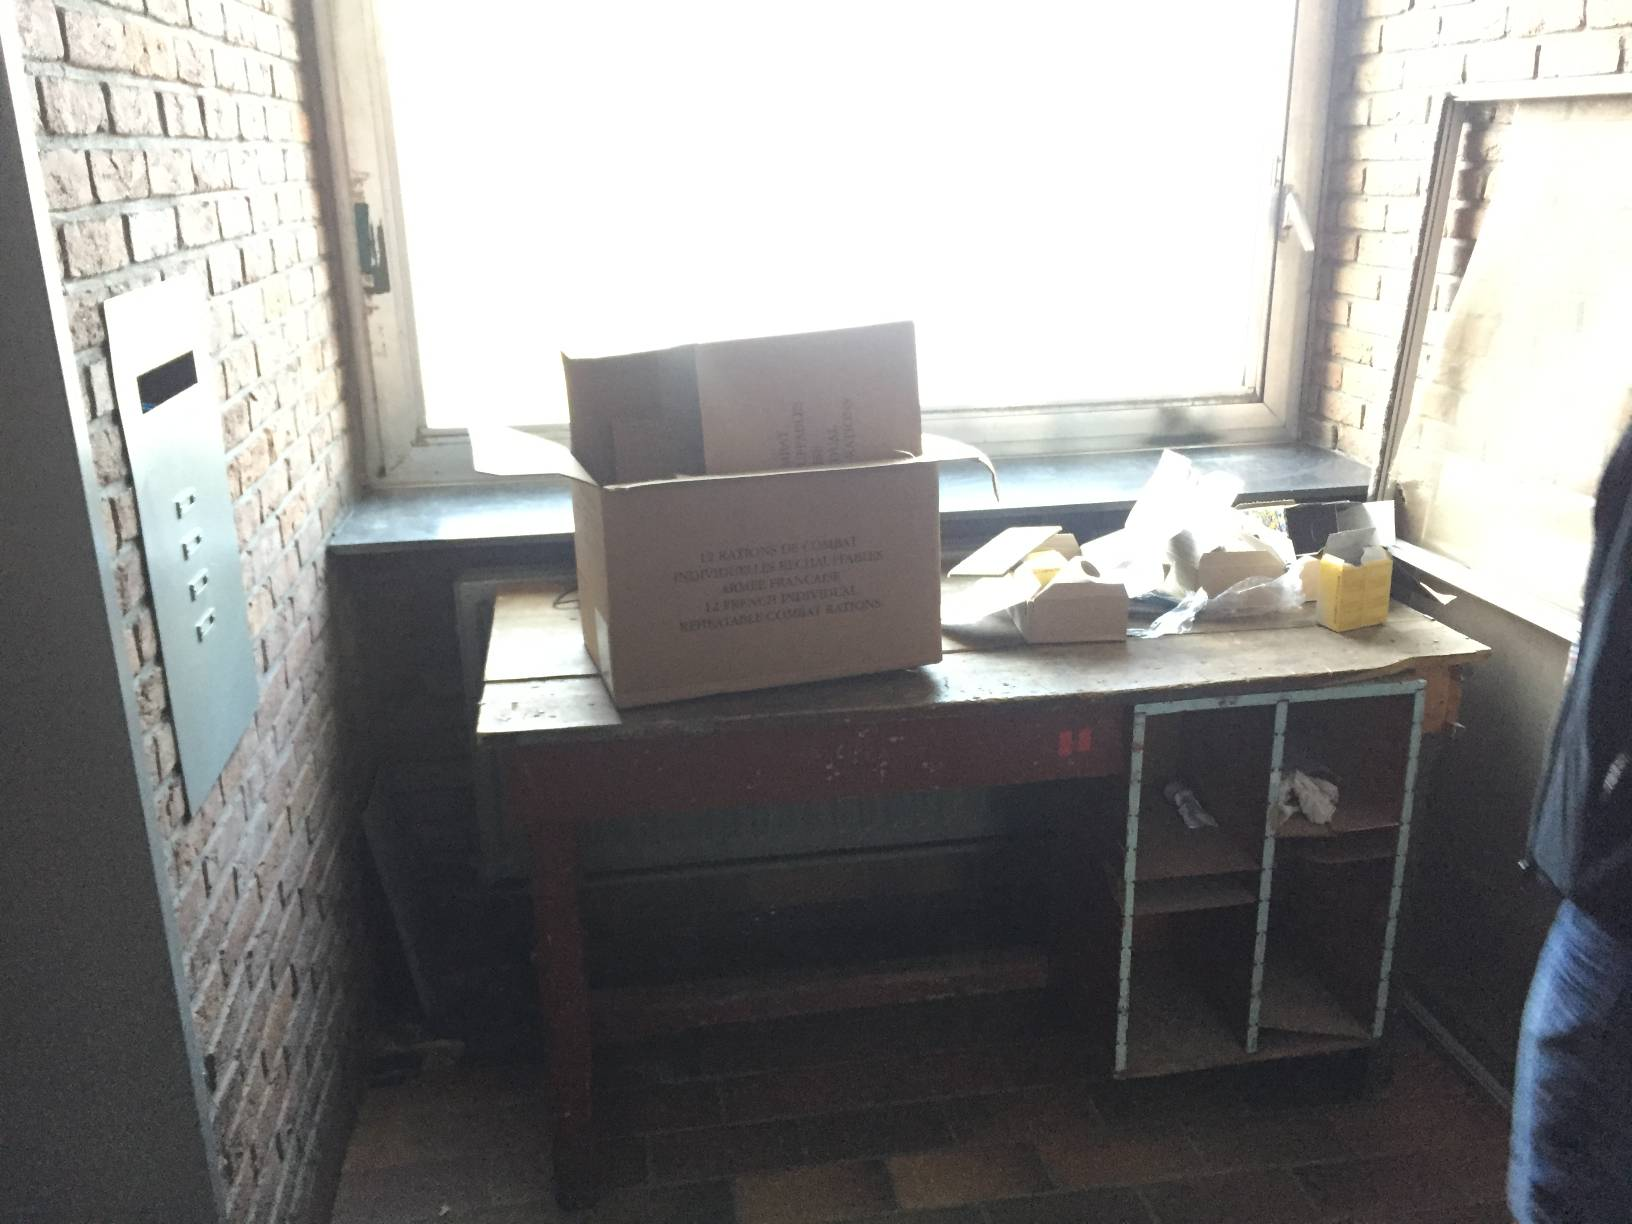 12 RATIONS DE COMBAT
INDIVIDUELLES RECHAUFFABLES
ARMEE FRANCAISE
12 FRENCH INDIVIDUAL
REHEATABLE COMBAT RATIONS